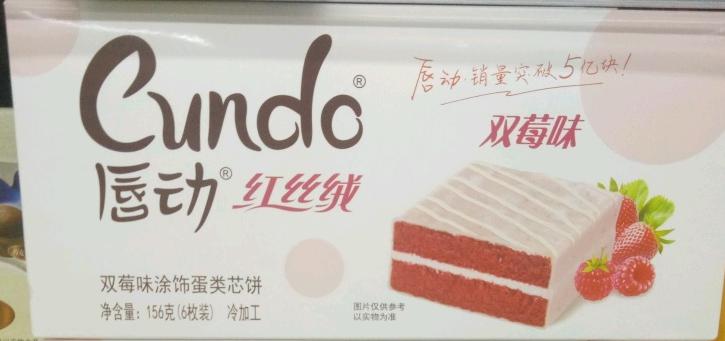 Cundo®
唇动·销量突破5亿块!
双莓味
唇动® 红丝绒
双莓味涂饰蛋类芯饼
净含量: 156克(6枚装) 冷加工
图片仅供参考
以实物为准